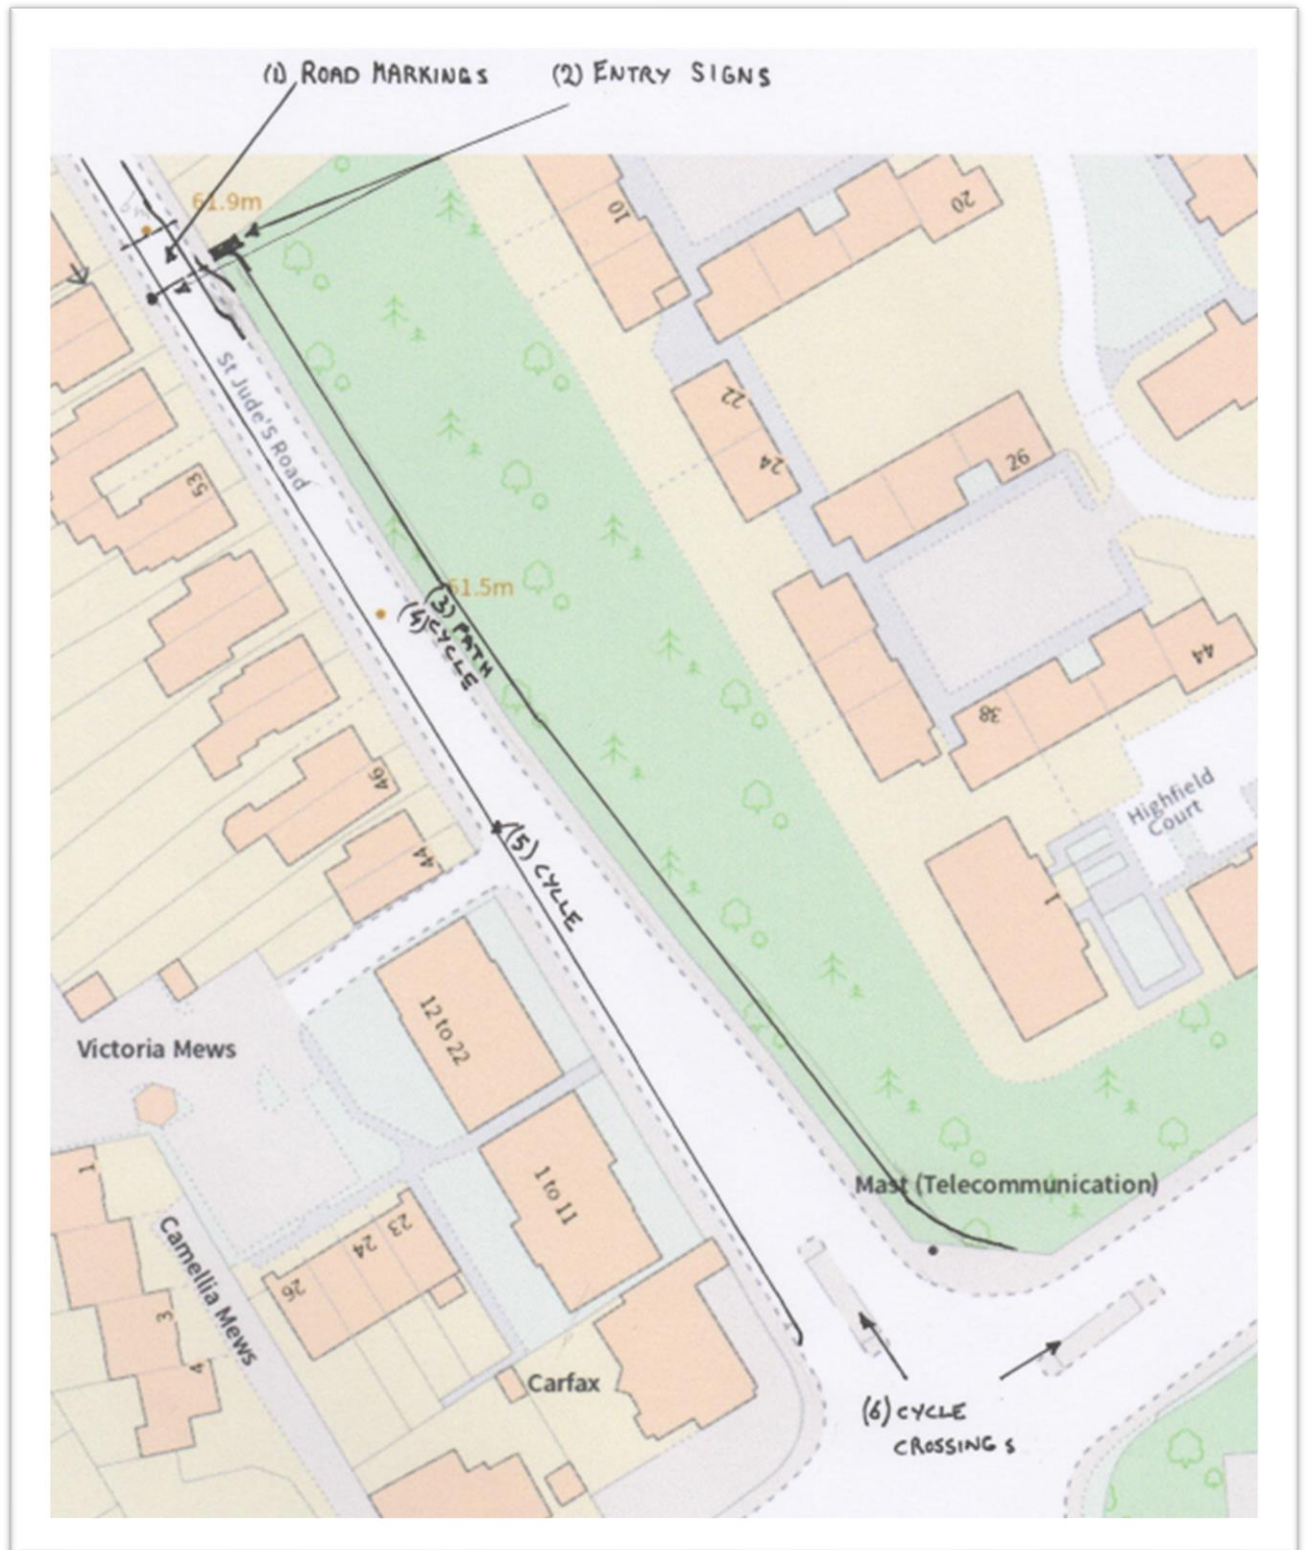 (1) ROAD MARKINGS
(2) ENTRY SIGNS
61.9m
10
20
St Jude'S Road
22
24
26
53
61.5m
(3) PATH
(4) CYCLE
44
38
46
44
Highfield
Court
(5) CYCLE
1
12 to 22
Victoria Mews
1
1 to 11
Mast (Telecommunication)
23
24
26
Camellia Mews
3
4
Carfax
(6) CYCLE
CROSSINGS